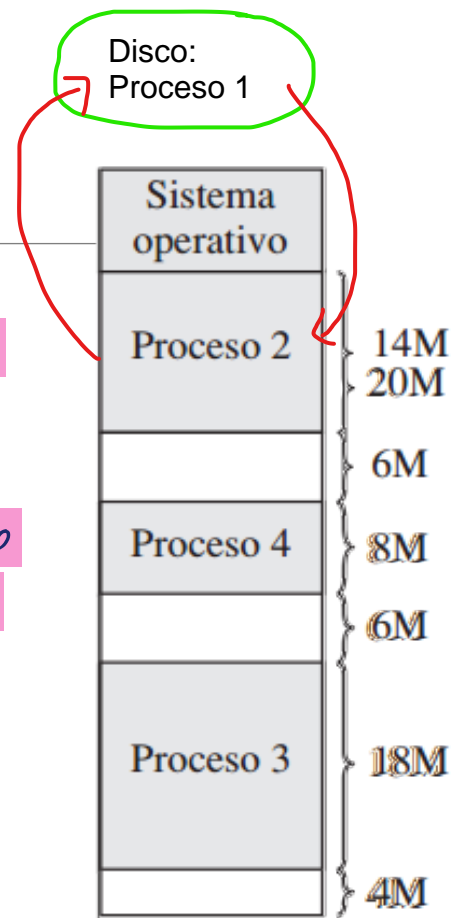 Disco:
Proceso 1
Sistema
operativo
Proceso 2
14M
20M
6M
Proceso 4
8M
6M
Proceso 3
18M
4M